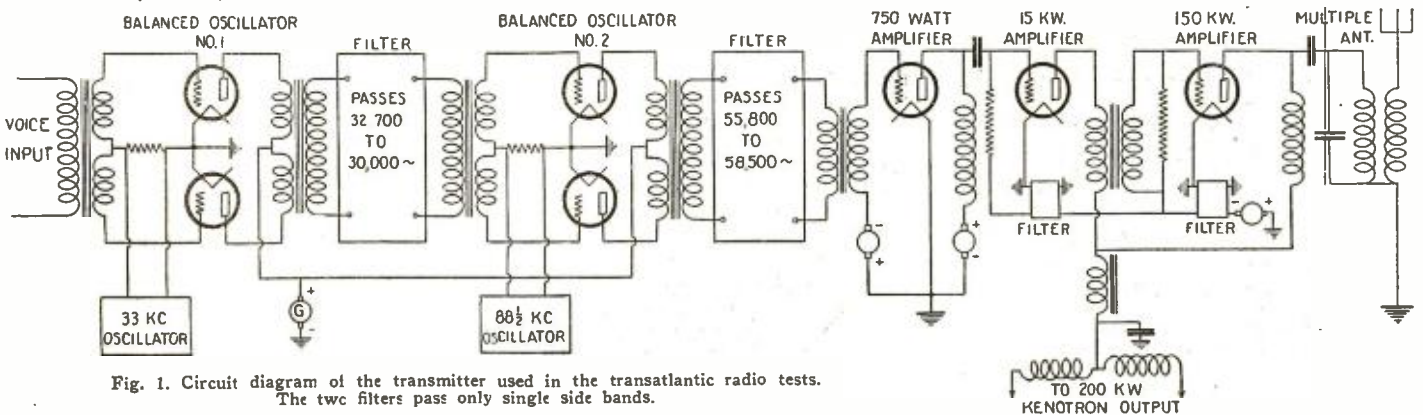 BALANCED OSCILLATOR
NO. 1
FILTER
BALANCED OSCILLATOR
NO. 2
FILTER
750 WATT
AMPLIFIER
15 KW.
AMPLIFIER
150 KW.
AMPLIFIER
MULTIPLE
ANT.
VOICE
INPUT
PASSES
32 700
TO
30,000~
PASSES
55,800
TO
58,500~
33 KC
OSCILLATOR
+
G
-
88½ KC
OSCILLATOR
-
+
+
-
FILTER
FILTER
-
+
TO 200 KW
KENOTRON OUTPUT
Fig. 1. Circuit diagram of the transmitter used in the transatlantic radio tests.
The two filters pass only single side bands.